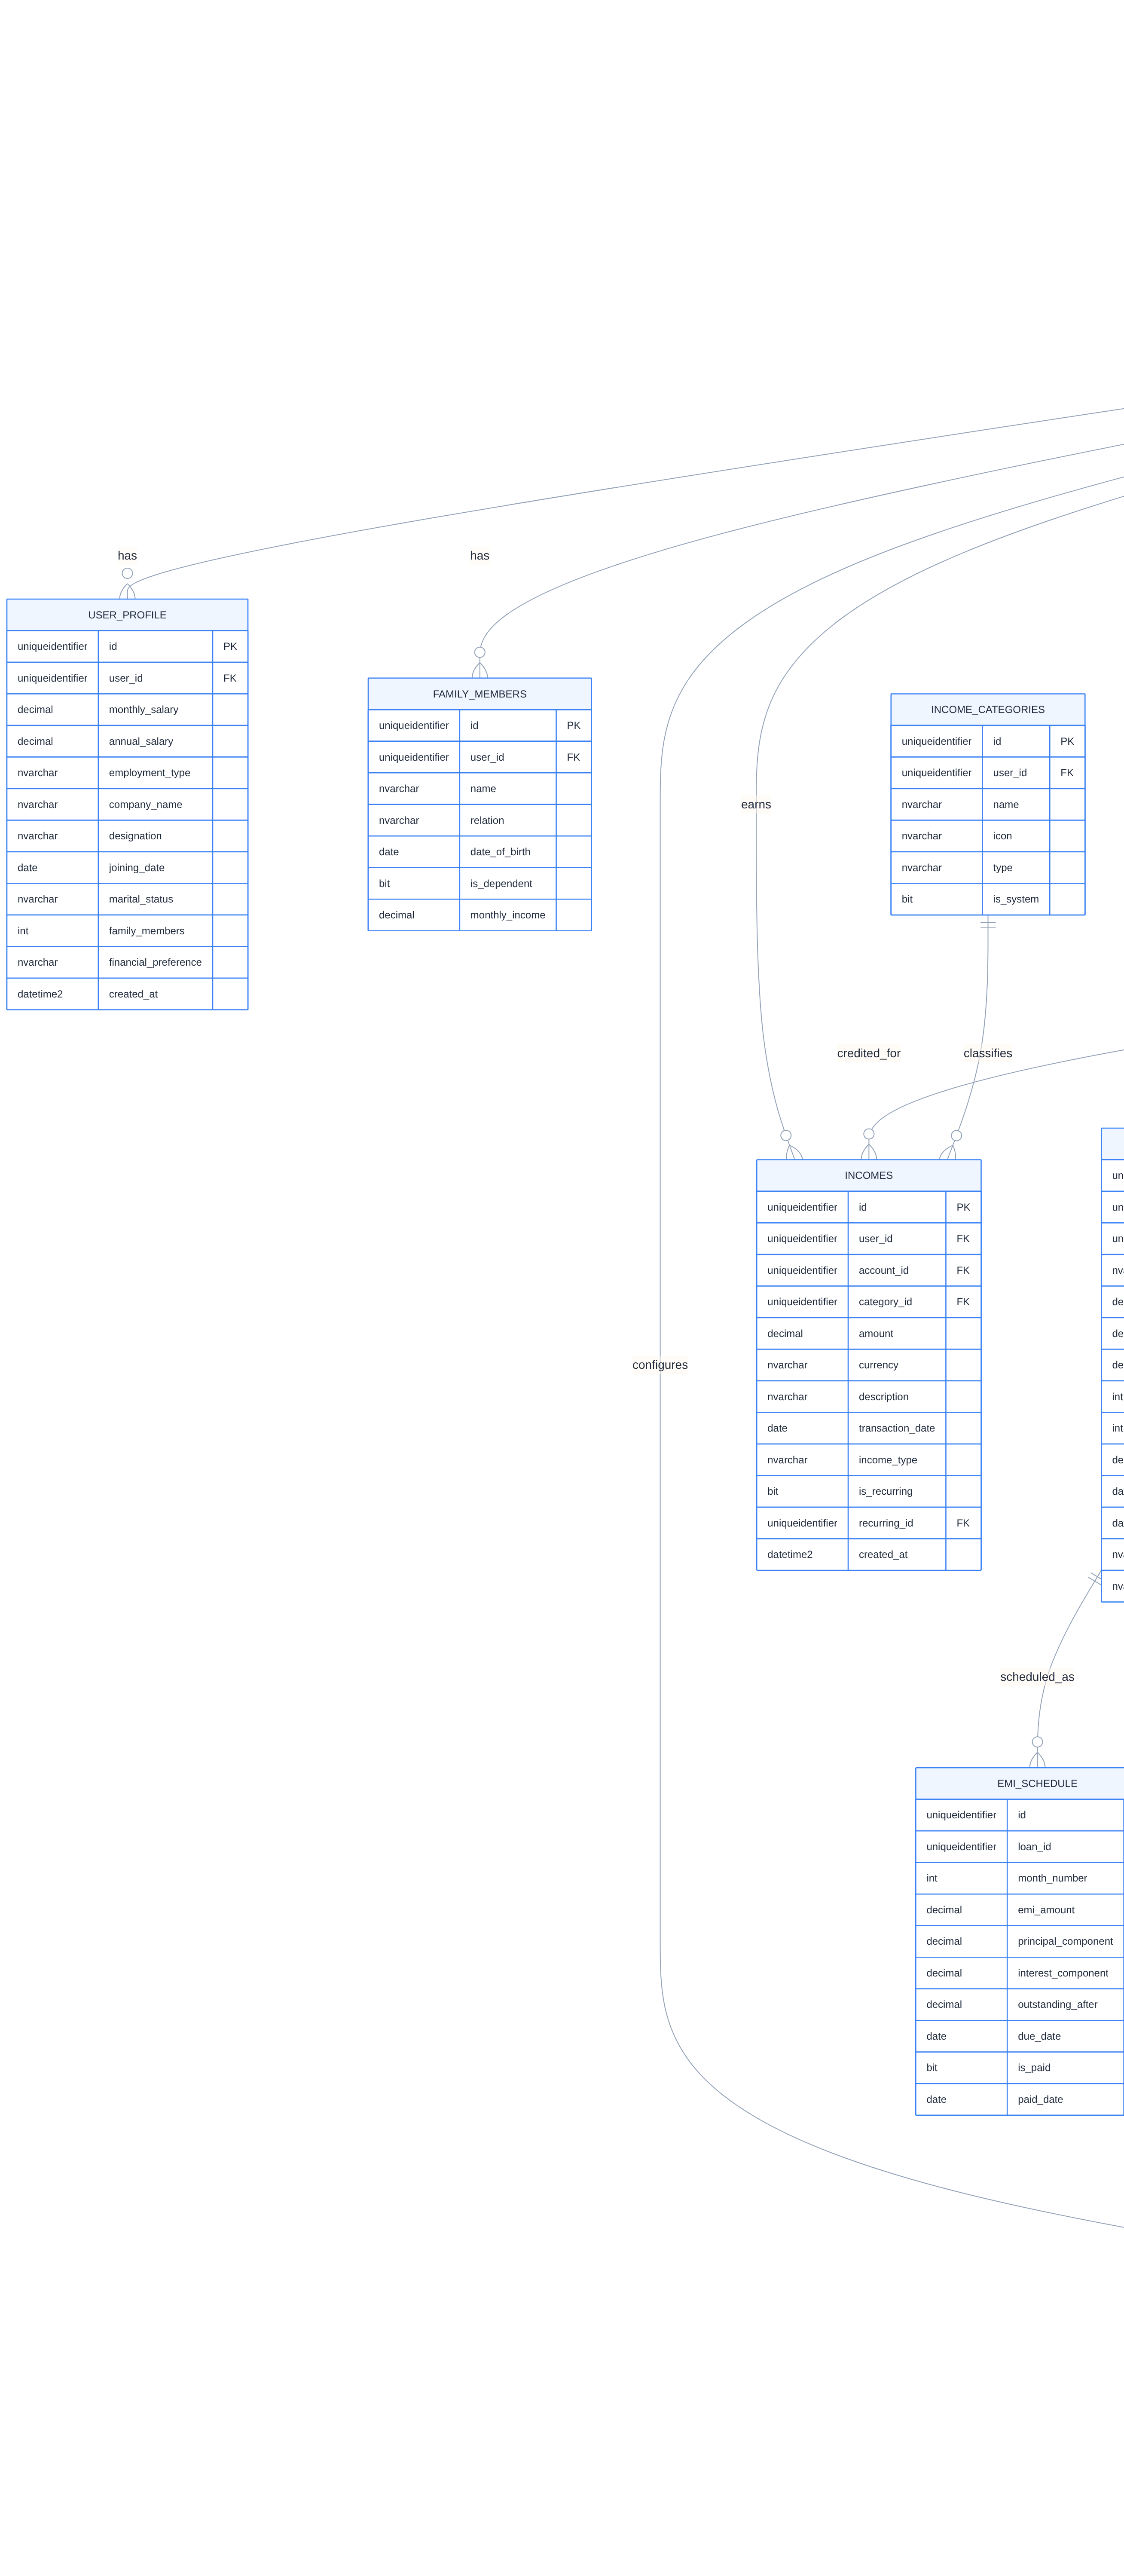 has
has
USER_PROFILE
uniqueidentifier id PK
uniqueidentifier user_id FK
decimal monthly_salary
decimal annual_salary
nvarchar employment_type
nvarchar company_name
nvarchar designation
date joining_date
nvarchar marital_status
int family_members
nvarchar financial_preference
datetime2 created_at
FAMILY_MEMBERS
uniqueidentifier id PK
uniqueidentifier user_id FK
nvarchar name
nvarchar relation
date date_of_birth
bit is_dependent
decimal monthly_income
earns
INCOME_CATEGORIES
uniqueidentifier id PK
uniqueidentifier user_id FK
nvarchar name
nvarchar icon
nvarchar type
bit is_system
credited_for
classifies
INCOMES
uniqueidentifier id PK
uniqueidentifier user_id FK
uniqueidentifier account_id FK
uniqueidentifier category_id FK
decimal amount
nvarchar currency
nvarchar description
date transaction_date
nvarchar income_type
bit is_recurring
uniqueidentifier recurring_id FK
datetime2 created_at
configures
int
int
scheduled_as
EMI_SCHEDULE
uniqueidentifier id
uniqueidentifier loan_id
int month_number
decimal emi_amount
decimal principal_component
decimal interest_component
decimal outstanding_after
date due_date
bit is_paid
date paid_date